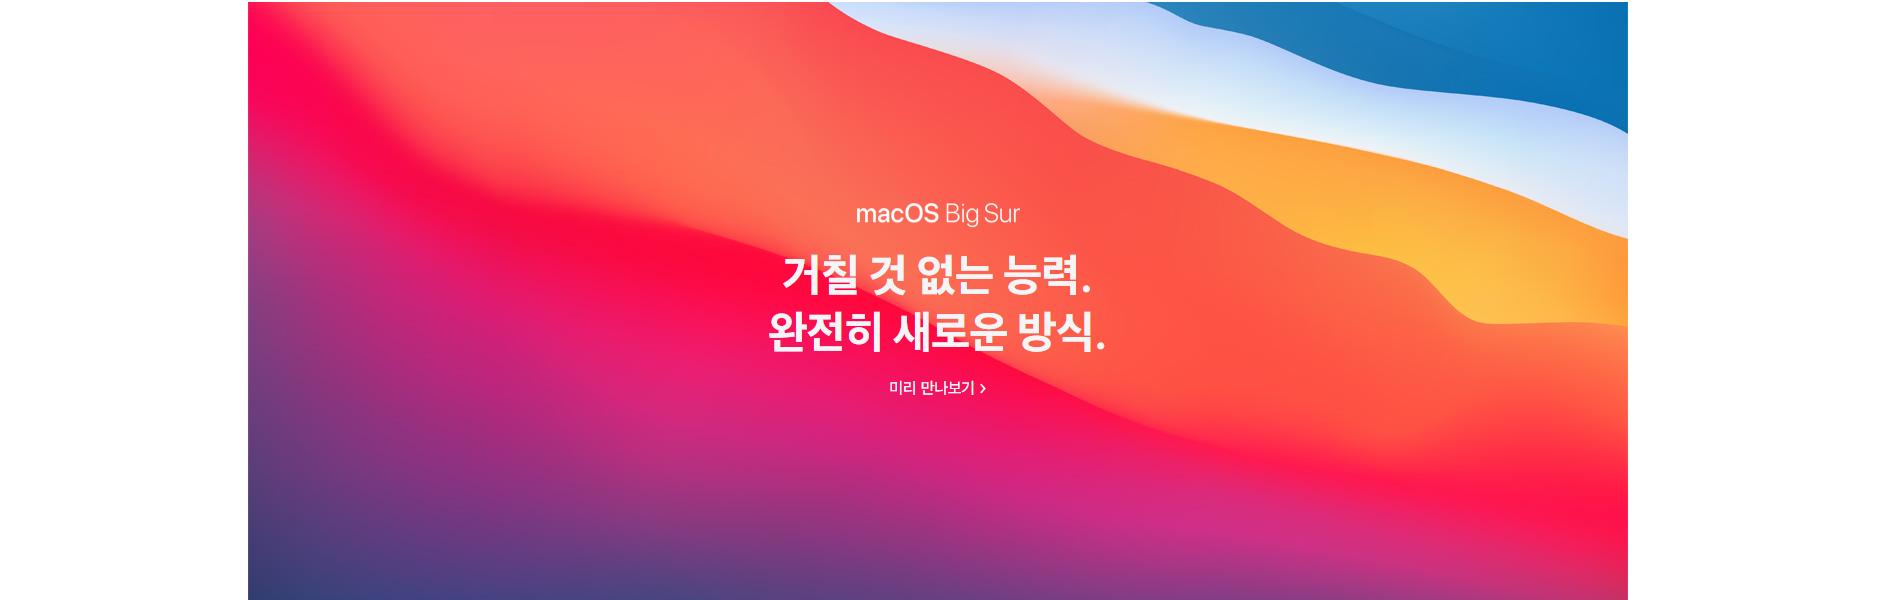 macOS Big Sur
거칠 것 없는 능력.
완전히 새로운 방식.
미리 만나보기 >